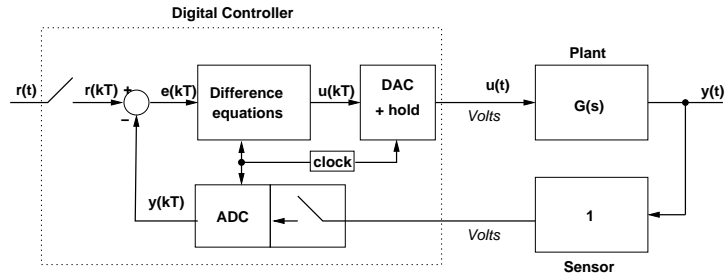 Digital Controller
r(t)
r(kT)
+
−
e(kT)
Difference
equations
u(kT)
DAC
+ hold
u(t)
Volts
Plant
G(s)
y(t)
clock
y(kT)
ADC
Volts
1
Sensor